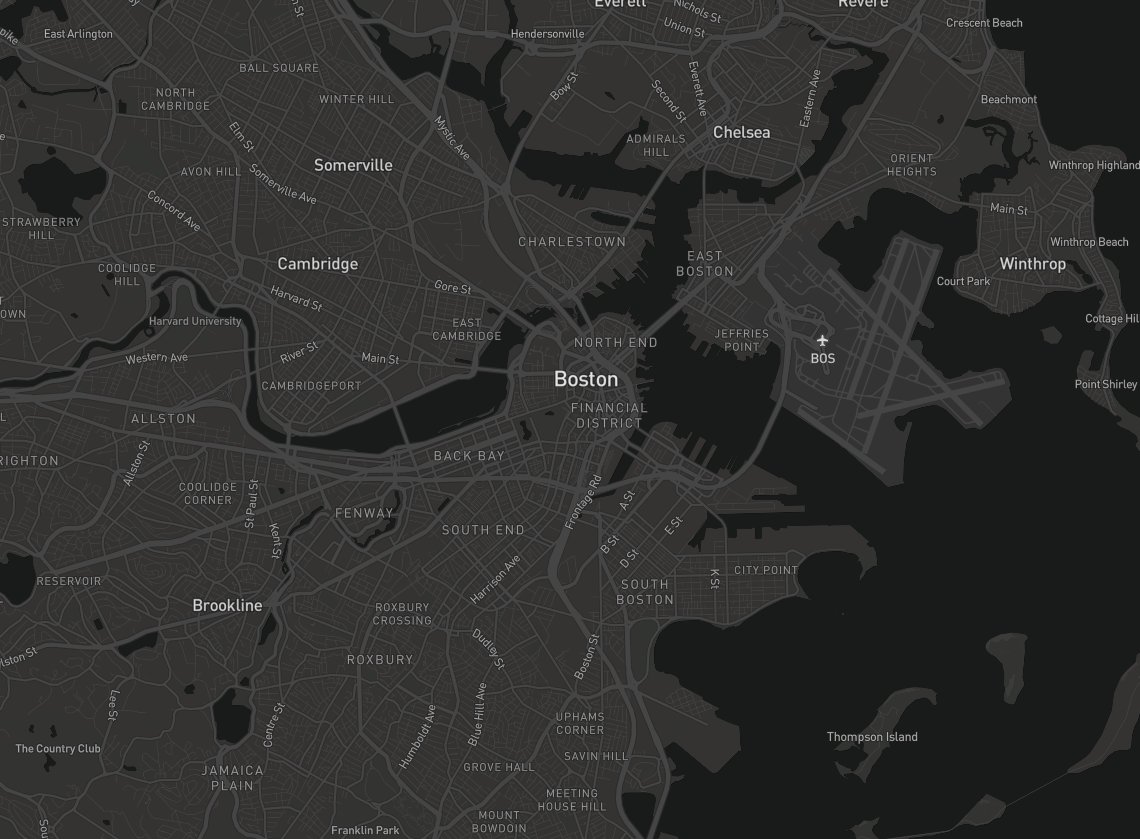 Everett
Revere
Nichols St
Crescent Beach
East Arlington
Hendersonville
Union St
BALL SQUARE
NORTH
CAMBRIDGE
WINTER HILL
Bow St
Second St
Everett Ave
Eastern Ave
Beachmont
Elm St
Mystic Ave
ADMIRALS
HILL
Chelsea
Somerville
AVON HILL
Somerville Ave
ORIENT
HEIGHTS
Winthrop Highland
Concord Ave
STRAWBERRY
HILL
Main St
CHARLESTOWN
EAST
BOSTON
Winthrop Beach
COOLIDGE
HILL
Cambridge
Winthrop
Court Park
Harvard St
Gore St
Harvard University
EAST
CAMBRIDGE
NORTH END
JEFFRIES
POINT
BOS
Cottage Hil
Western Ave
River St
Main St
CAMBRIDGEPORT
Boston
Point Shirley
ALLSTON
FINANCIAL
DISTRICT
RIGHTON
Allston St
BACK BAY
COOLIDGE
CORNER
St Paul St
FENWAY
Frontage Rd
A St
Kent St
SOUTH END
E St
B St
D St
RESERVOIR
Harrison Ave
SOUTH
BOSTON
K St
CITY POINT
Brookline
ROXBURY
CROSSING
Dudley St
Boston St
ROXBURY
lston St
Lee St
Centre St
Humboldt Ave
Blue Hill Ave
UPHAMS
CORNER
Thompson Island
The Country Club
SAVIN HILL
JAMAICA
PLAIN
GROVE HALL
MEETING
HOUSE HILL
MOUNT
BOWDOIN
Franklin Park